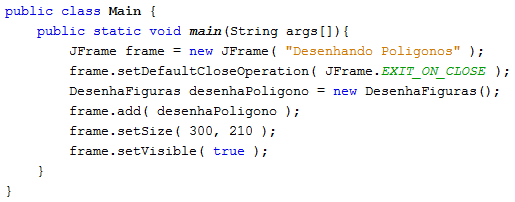 public class Main {
    public static void main(String args[]){
        JFrame frame = new JFrame( "Desenhando Poligonos" );
        frame.setDefaultCloseOperation( JFrame.EXIT_ON_CLOSE );
        DesenhaFiguras desenhaPoligono = new DesenhaFiguras();
        frame.add( desenhaPoligono );
        frame.setSize( 300, 210 );
        frame.setVisible( true );
    }
}